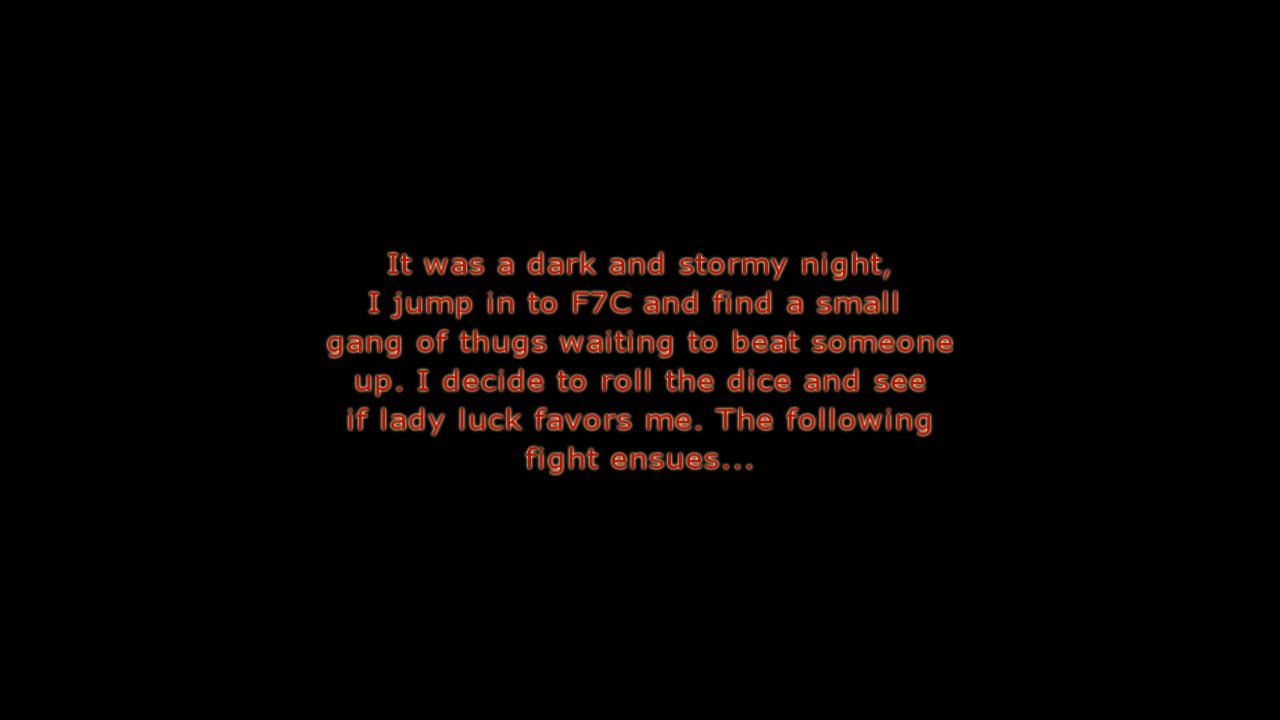 It was a dark and stormy night,
I jump in to F7C and find a small
gang of thugs waiting to beat someone
up. I decide to roll the dice and see
if lady luck favors me. The following
fight ensues...